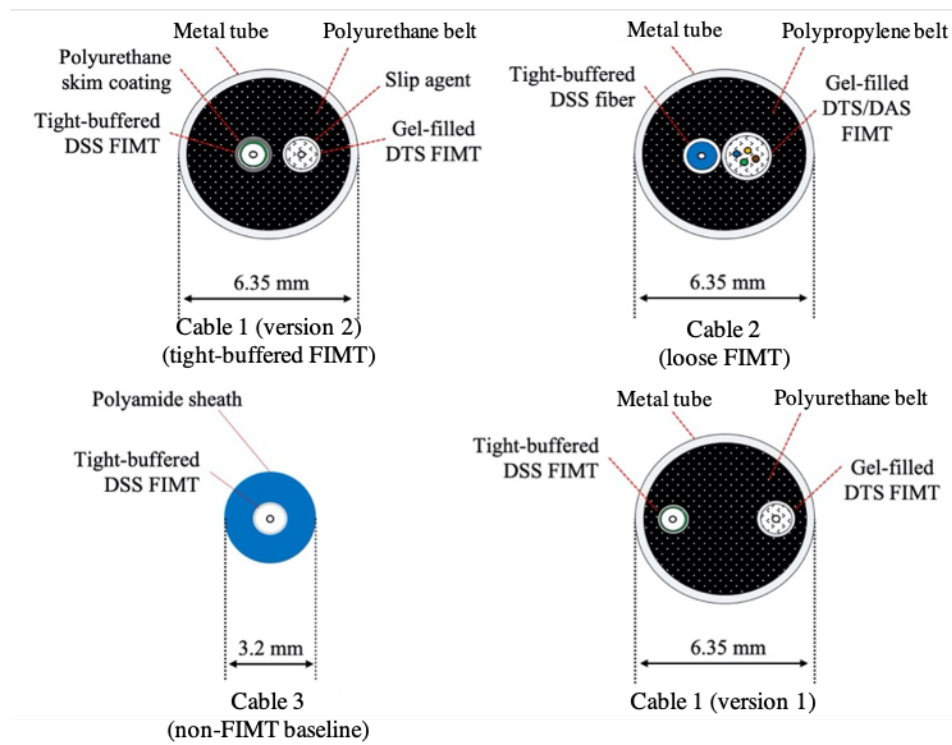 Metal tube
Polyurethane belt
Polyurethane
skim coating
Slip agent
Tight-buffered
DSS FIMT
Gel-filled
DTS FIMT
6.35 mm
Cable 1 (version 2)
(tight-buffered FIMT)
Metal tube
Polypropylene belt
Tight-buffered
DSS fiber
Gel-filled
DTS/DAS
FIMT
6.35 mm
Cable 2
(loose FIMT)
Polyamide sheath
Tight-buffered
DSS FIMT
3.2 mm
Cable 3
(non-FIMT baseline)
Metal tube
Polyurethane belt
Tight-buffered
DSS FIMT
Gel-filled
DTS FIMT
6.35 mm
Cable 1 (version 1)